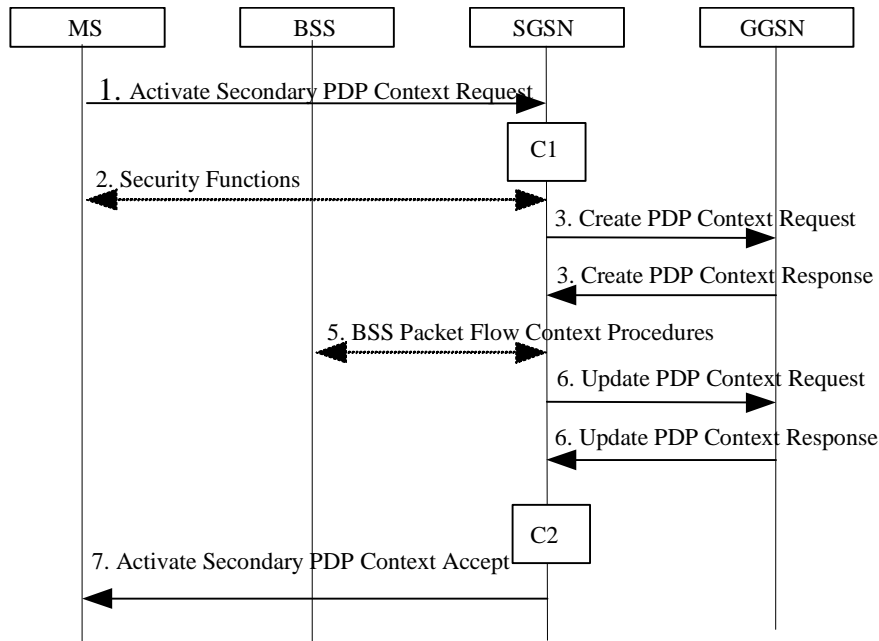 MS
BSS
SGSN
GGSN
1. Activate Secondary PDP Context Request
C1
2. Security Functions
3. Create PDP Context Request
3. Create PDP Context Response
5. BSS Packet Flow Context Procedures
6. Update PDP Context Request
6. Update PDP Context Response
C2
7. Activate Secondary PDP Context Accept